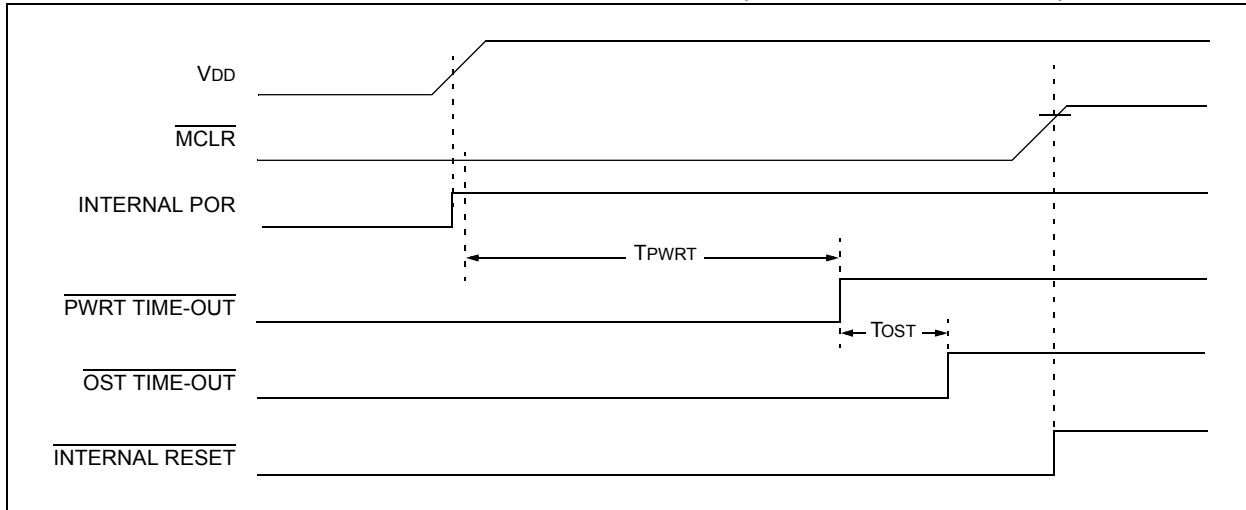 VDD
MCLR
INTERNAL POR
TPWRT
PWRT TIME-OUT
TOST
OST TIME-OUT
INTERNAL RESET